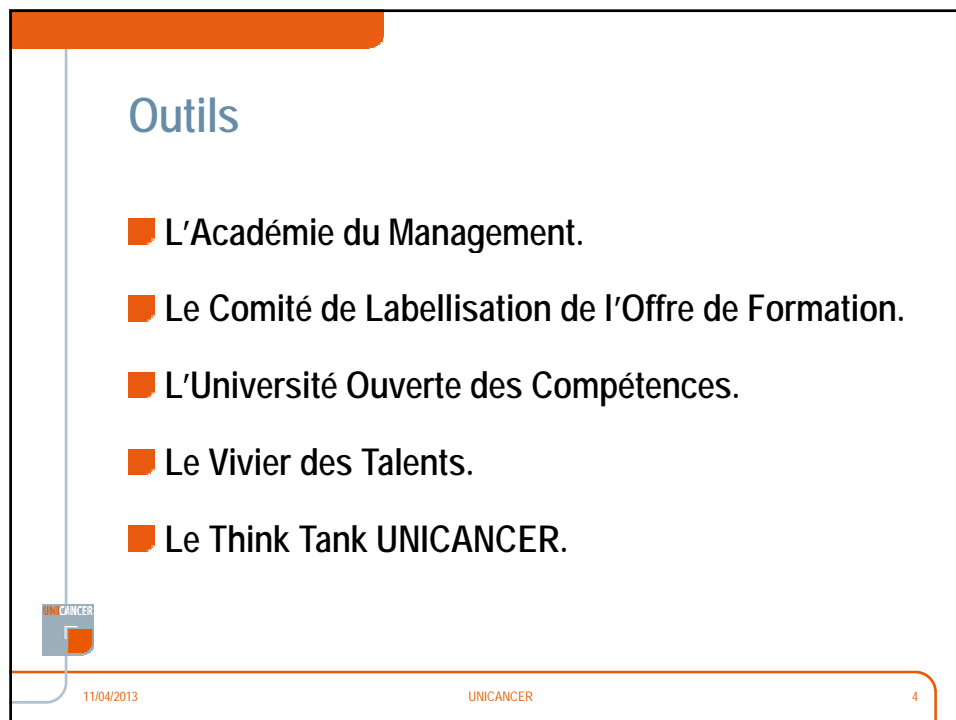 Outils
L'Académie du Management.
Le Comité de Labellisation de l'Offre de Formation.
L'Université Ouverte des Compétences.
Le Vivier des Talents.
Le Think Tank UNICANCER.
UNICANCER
11/04/2013 UNICANCER 4